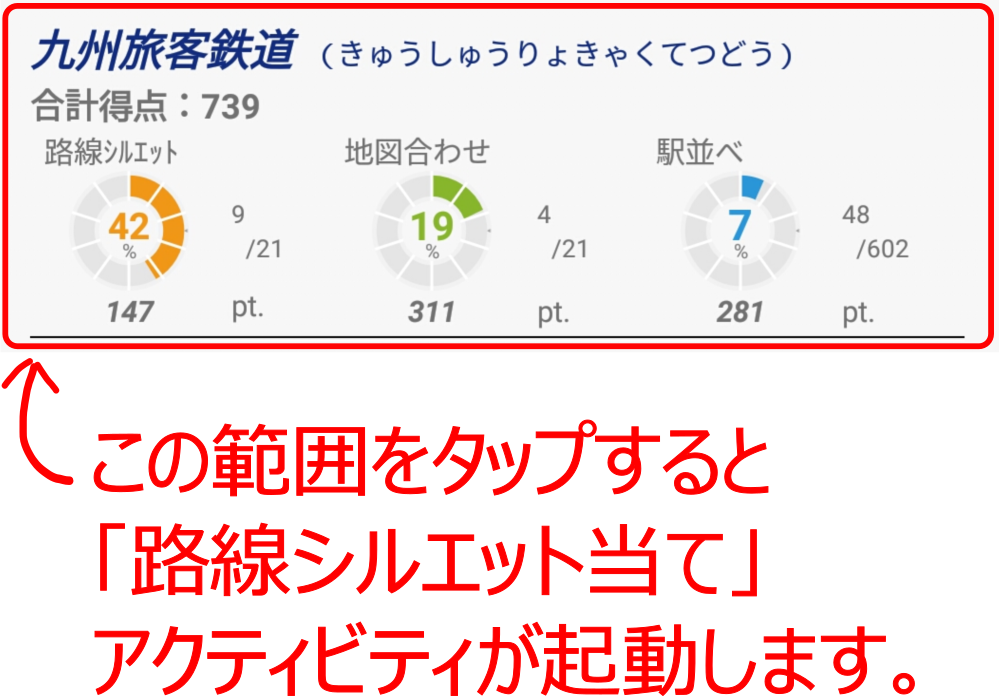 九州旅客鉄道 (きゅうしゅうりょきゃくてつどう)
合計得点：739
路線ｼﾙｴｯﾄ 地図合わせ 駅並べ
42 % 9 /21 19 % 4 /21 7 % 48 /602
147 pt. 311 pt. 281 pt.
この範囲をタップすると
「路線シルエット当て」
アクティビティが起動します。